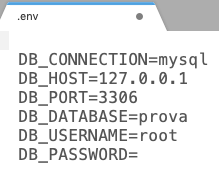 .env
DB_CONNECTION=mysql
DB_HOST=127.0.0.1
DB_PORT=3306
DB_DATABASE=prova
DB_USERNAME=root
DB_PASSWORD=